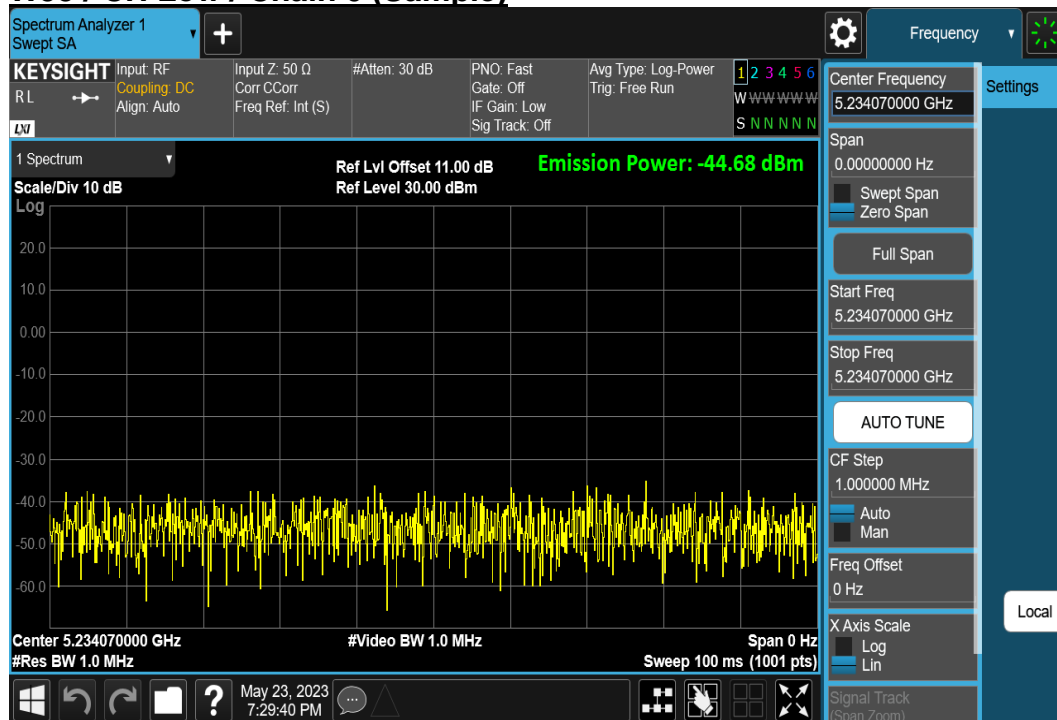 Spectrum Analyzer 1
Swept SA
+
Frequency
KEYSIGHT
RL
LXI
Input: RF
Coupling: DC
Align: Auto
Input Z: 50 Ω
Corr CCorr
Freq Ref: Int (S)
#Atten: 30 dB
PNO: Fast
Gate: Off
IF Gain: Low
Sig Track: Off
Avg Type: Log-Power
Trig: Free Run
1 2 3 4 5 6
W W W W W W
S N N N N N
1 Spectrum
Scale/Div 10 dB
Log
Ref Lvl Offset 11.00 dB
Ref Level 30.00 dBm
Emission Power: -44.68 dBm
20.0
10.0
0.00
-10.0
-20.0
-30.0
-40.0
-50.0
-60.0
Center 5.234070000 GHz
#Res BW 1.0 MHz
#Video BW 1.0 MHz
Span 0 Hz
Sweep 100 ms (1001 pts)
?
May 23, 2023
7:29:40 PM
Center Frequency
5.234070000 GHz
Span
0.00000000 Hz
Swept Span
Zero Span
Full Span
Start Freq
5.234070000 GHz
Stop Freq
5.234070000 GHz
AUTO TUNE
CF Step
1.000000 MHz
Auto
Man
Freq Offset
0 Hz
X Axis Scale
Log
Lin
Signal Track
(Span Zoom)
Settings
Local